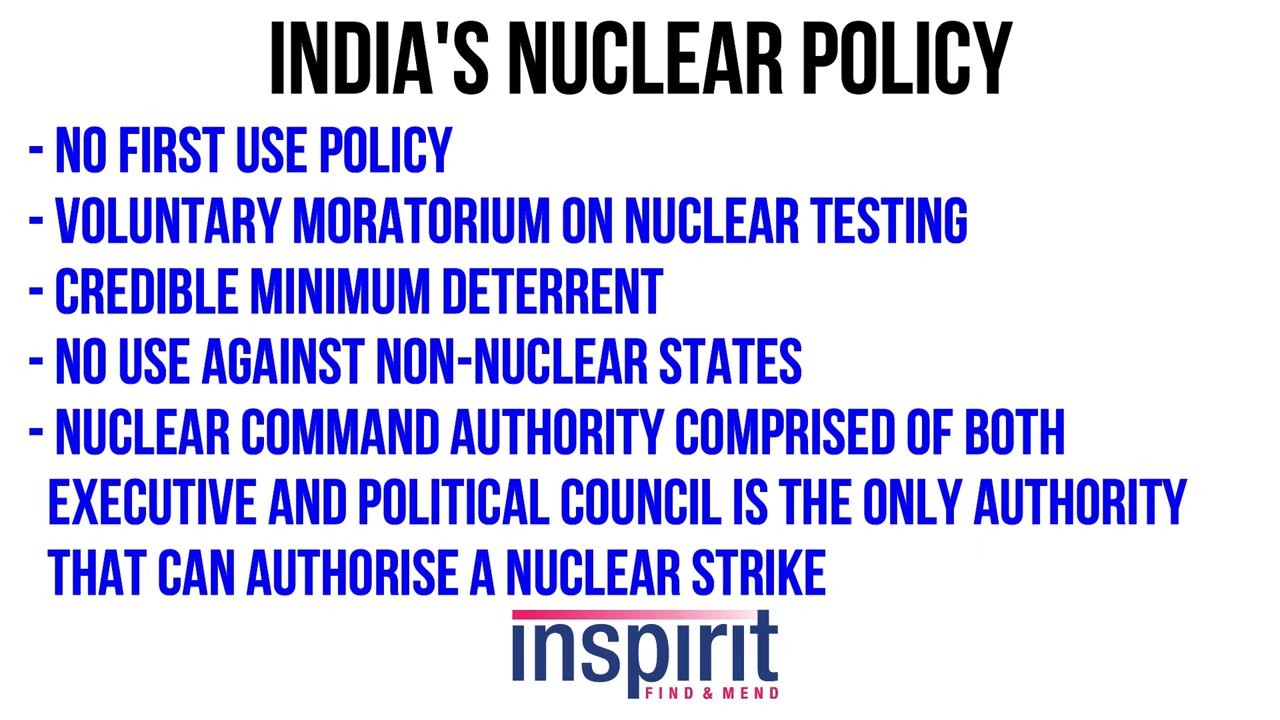 INDIA'S NUCLEAR POLICY
- NO FIRST USE POLICY
- VOLUNTARY MORATORIUM ON NUCLEAR TESTING
- CREDIBLE MINIMUM DETERRENT
- NO USE AGAINST NON-NUCLEAR STATES
- NUCLEAR COMMAND AUTHORITY COMPRISED OF BOTH
EXECUTIVE AND POLITICAL COUNCIL IS THE ONLY AUTHORITY
THAT CAN AUTHORISE A NUCLEAR STRIKE
inspirit
FIND & MEND